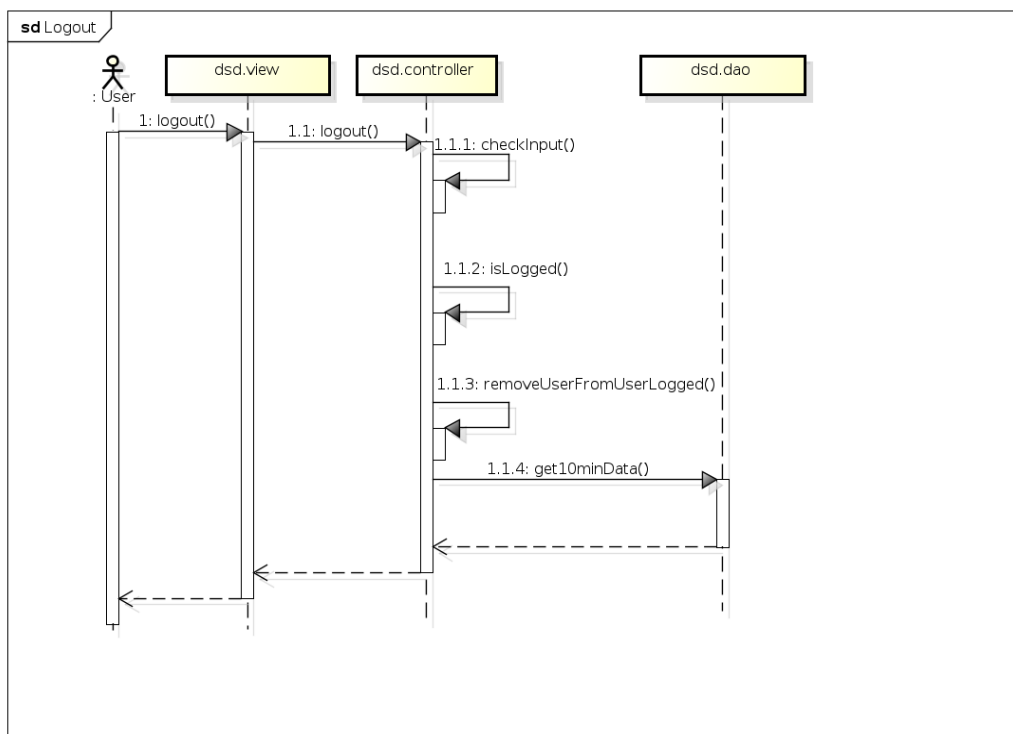 sd Logout
: User
dsd.view
dsd.controller
dsd.dao
1: logout()
1.1: logout()
1.1.1: checkInput()
1.1.2: isLogged()
1.1.3: removeUserFromUserLogged()
1.1.4: get10minData()